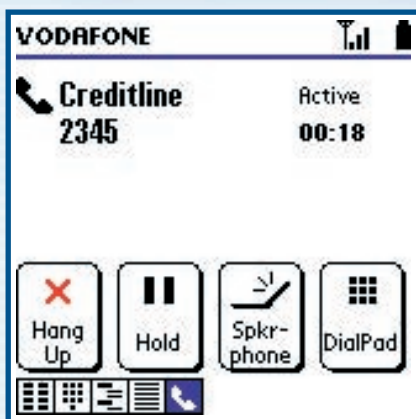 VODAFONE
Creditline Active
2345 00:18
Hang Up
Hold
Spkr-
phone
DialPad